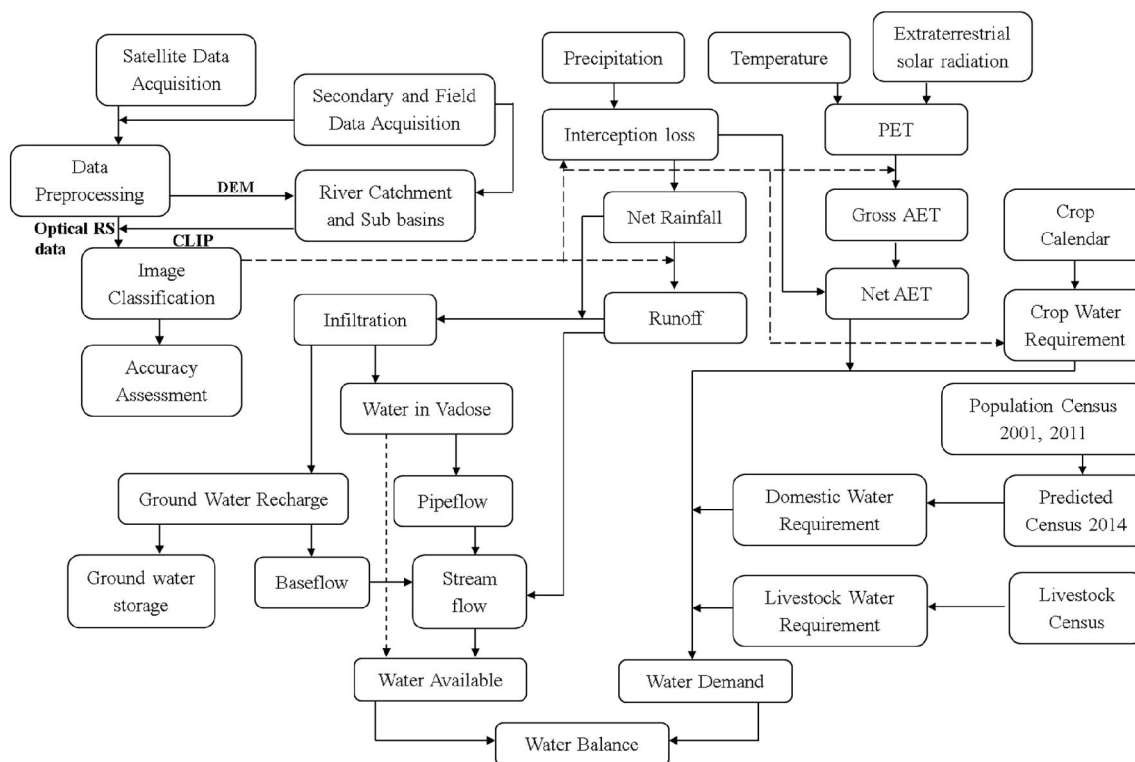 Satellite Data
Acquisition
Secondary and Field
Data Acquisition
Precipitation
Temperature
Extraterrestrial
solar radiation
Interception loss
PET
Data
Preprocessing
DEM
River Catchment
and Sub basins
Net Rainfall
Gross AET
Crop
Calendar
Optical RS
data
CLIP
Image
Classification
Infiltration
Runoff
Net AET
Crop Water
Requirement
Accuracy
Assessment
Water in Vadose
Population Census
2001, 2011
Ground Water Recharge
Pipeflow
Domestic Water
Requirement
Predicted
Census 2014
Ground water
storage
Baseflow
Stream
flow
Livestock Water
Requirement
Livestock
Census
Water Available
Water Demand
Water Balance